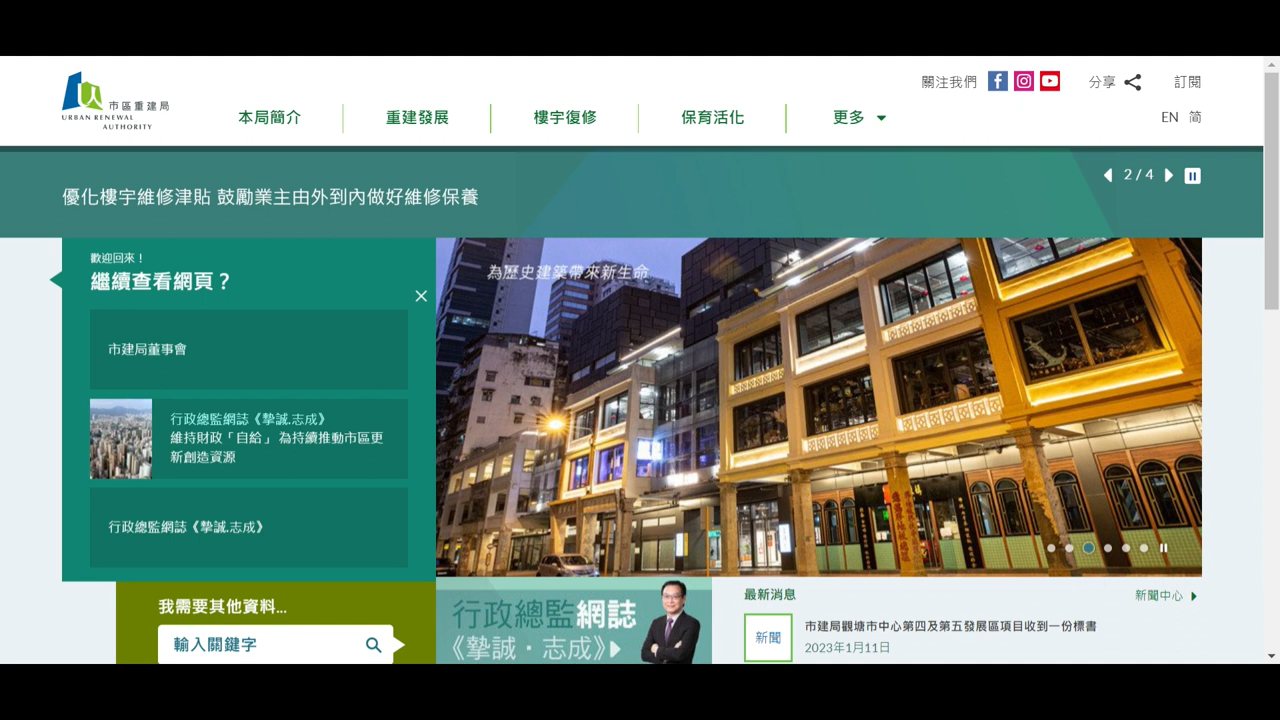 關注我們
分享
訂閱
市區重建局
URBAN RENEWAL
AUTHORITY
本局簡介
重建發展
樓宇復修
保育活化
更多
EN 简
優化樓宇維修津貼 鼓勵業主由外到內做好維修保養
2 / 4
歡迎回來！
繼續查看網頁？
市建局董事會
行政總監網誌《摯誠.志成》
維持財政「自給」 為持續推動市區更
新創造資源
行政總監網誌《摯誠.志成》
為歷史建築帶來新生命
我需要其他資料...
輸入關鍵字
行政總監網誌
《摯誠・志成》
最新消息
新聞中心
新聞
市建局觀塘市中心第四及第五發展區項目收到一份標書
2023年1月11日